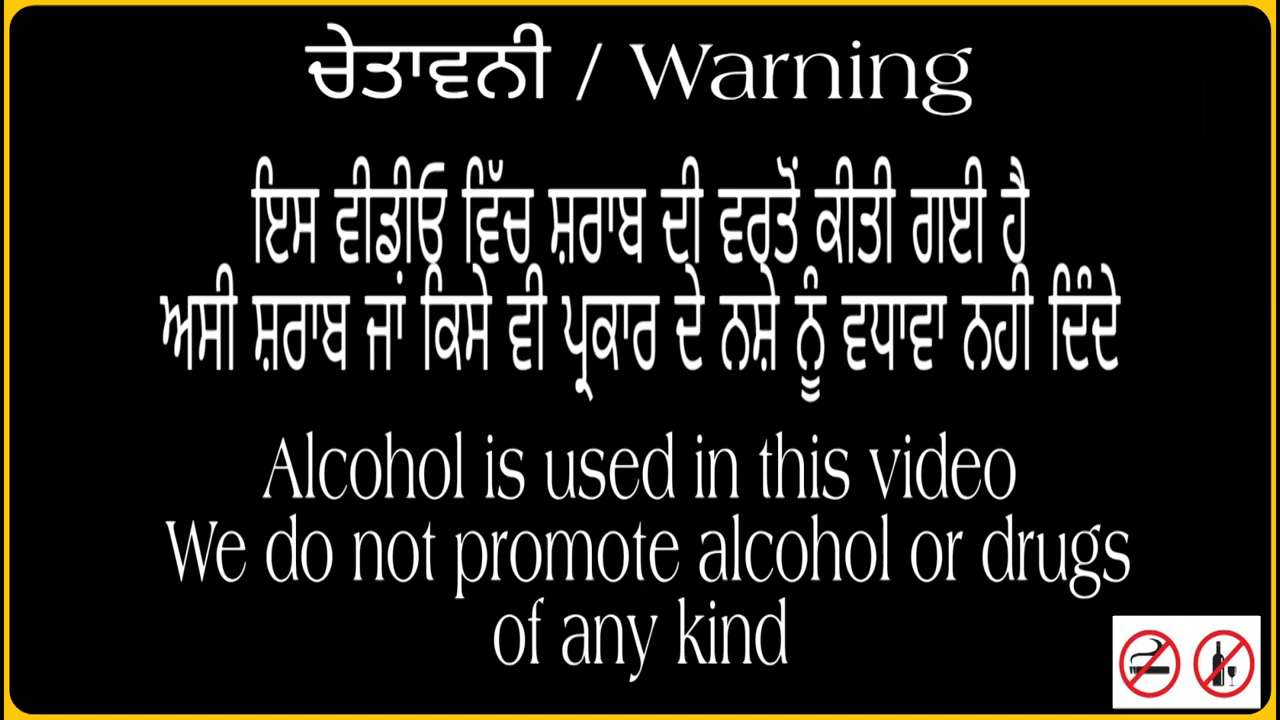 ਚੇਤਾਵਨੀ / Warning
ਇਸ ਵੀਡੀਓ ਵਿੱਚ ਸ਼ਰਾਬ ਦੀ ਵਰਤੋਂ ਕੀਤੀ ਗਈ ਹੈ
ਅਸੀ ਸ਼ਰਾਬ ਜਾਂ ਕਿਸੇ ਵੀ ਪ੍ਰਕਾਰ ਦੇ ਨਸ਼ੇ ਨੂੰ ਵਧਾਵਾ ਨਹੀ ਦਿੰਦੇ
Alcohol is used in this video
We do not promote alcohol or drugs
of any kind